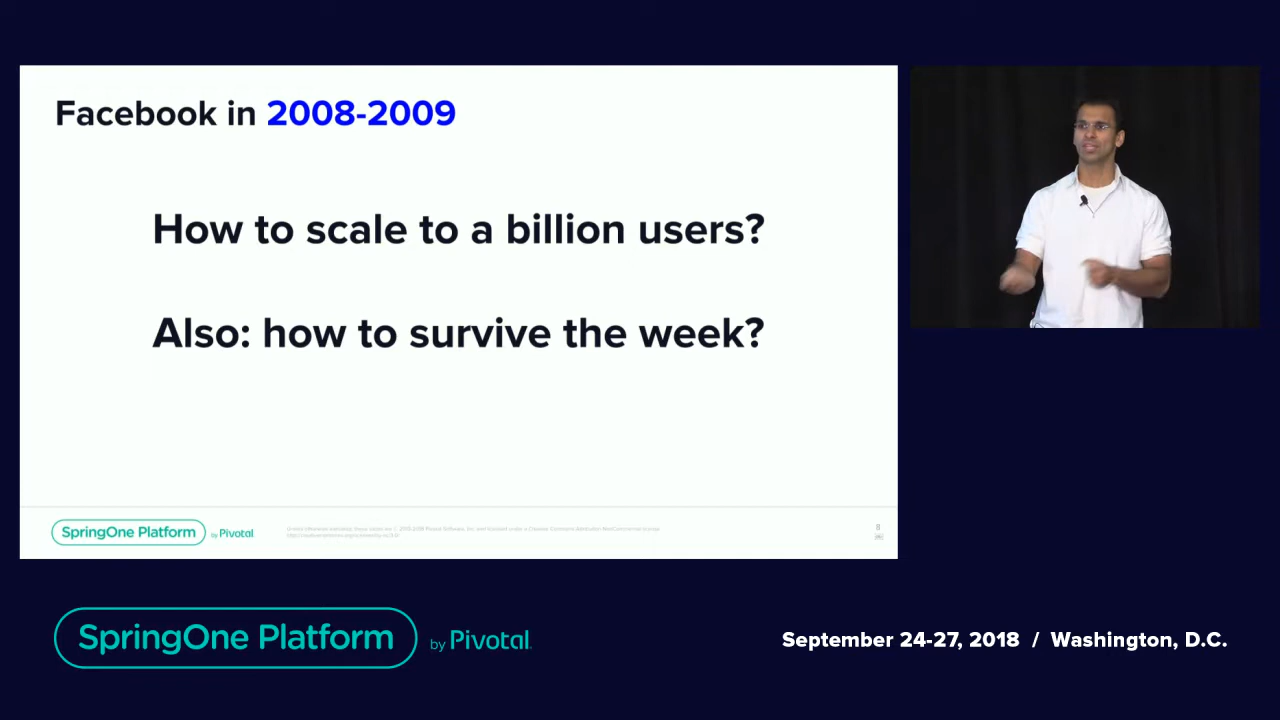 Facebook in 2008-2009
How to scale to a billion users?
Also: how to survive the week?
SpringOne Platform by Pivotal
SpringOne Platform by Pivotal.
September 24-27, 2018 / Washington, D.C.